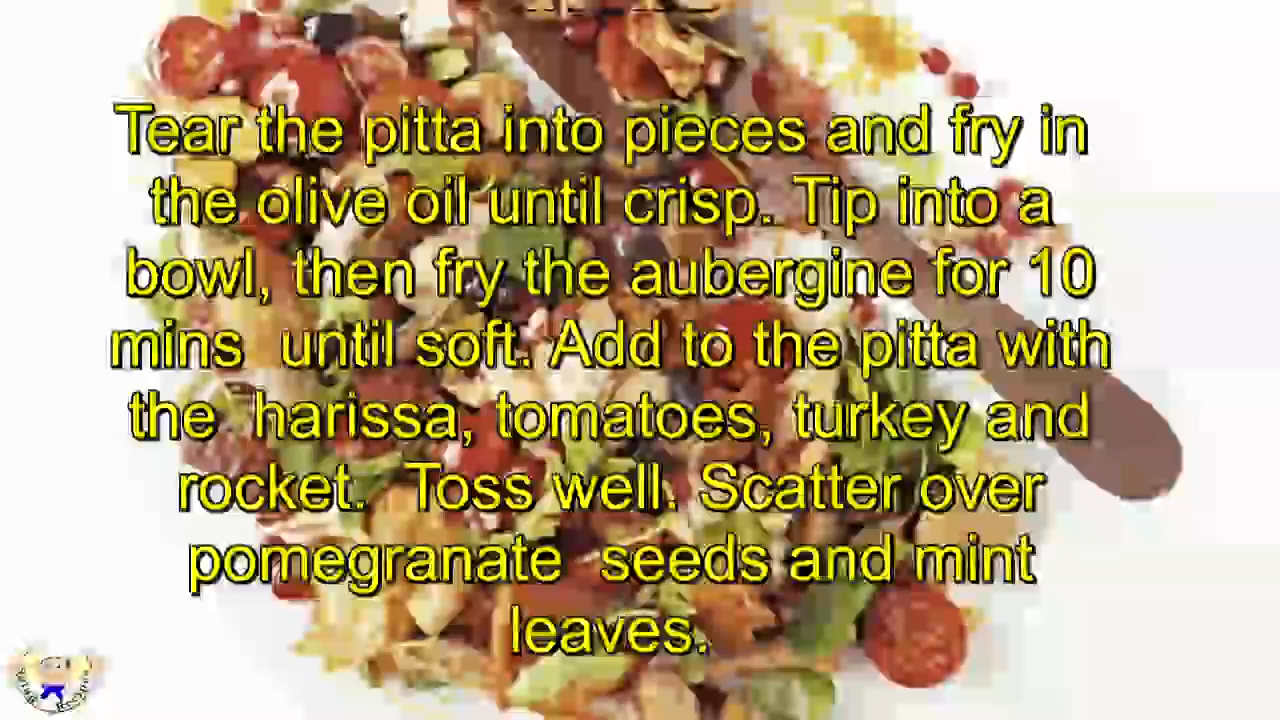 Tear the pitta into pieces and fry in
the olive oil until crisp. Tip into a
bowl, then fry the aubergine for 10
mins  until soft. Add to the pitta with
the  harissa, tomatoes, turkey and
rocket.  Toss well. Scatter over
pomegranate  seeds and mint
leaves.